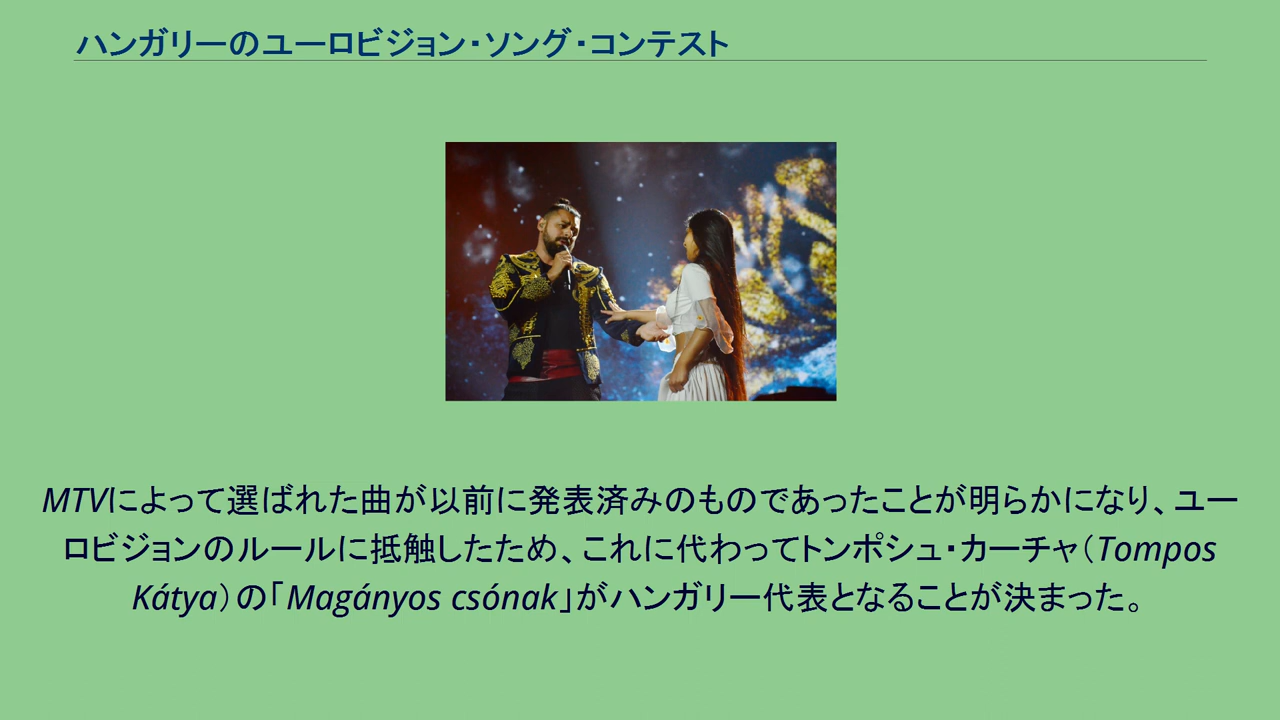 ハンガリーのユーロビジョン・ソング・コンテスト
MTVによって選ばれた曲が以前に発表済みのものであったことが明らかになり、ユー
ロビジョンのルールに抵触したため、これに代わってトンポシュ・カーチャ（Tompos
Kátya）の「Magányos csónak」がハンガリー代表となることが決まった。